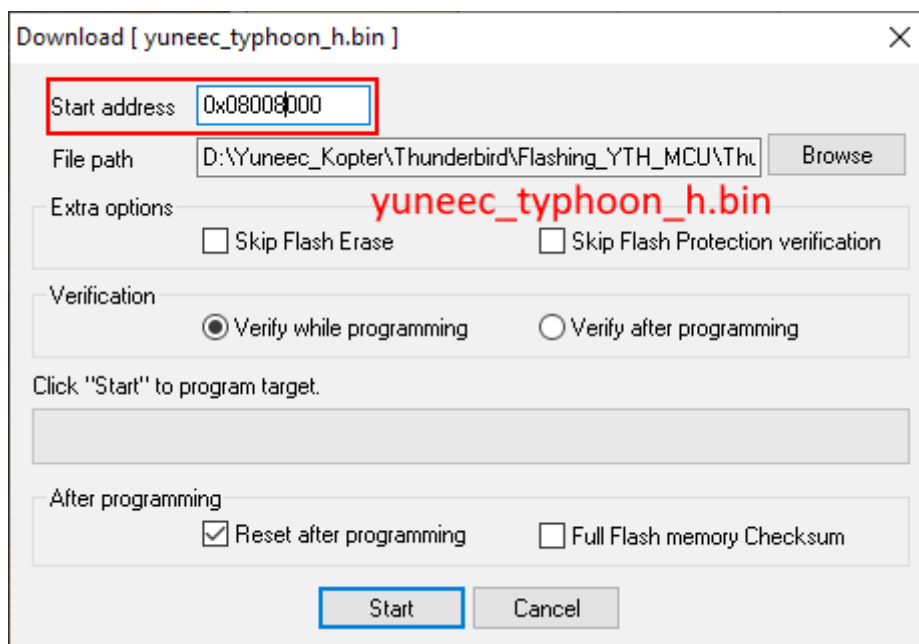 Download [ yuneec_typhoon_h.bin ]
Start address 0x08008000
File path D:\Yuneec_Kopter\Thunderbird\Flashing_YTH_MCU\Thu Browse
yuneec_typhoon_h.bin
Extra options
Skip Flash Erase Skip Flash Protection verification
Verification
Verify while programming Verify after programming
Click "Start" to program target.
After programming
Reset after programming Full Flash memory Checksum
Start Cancel